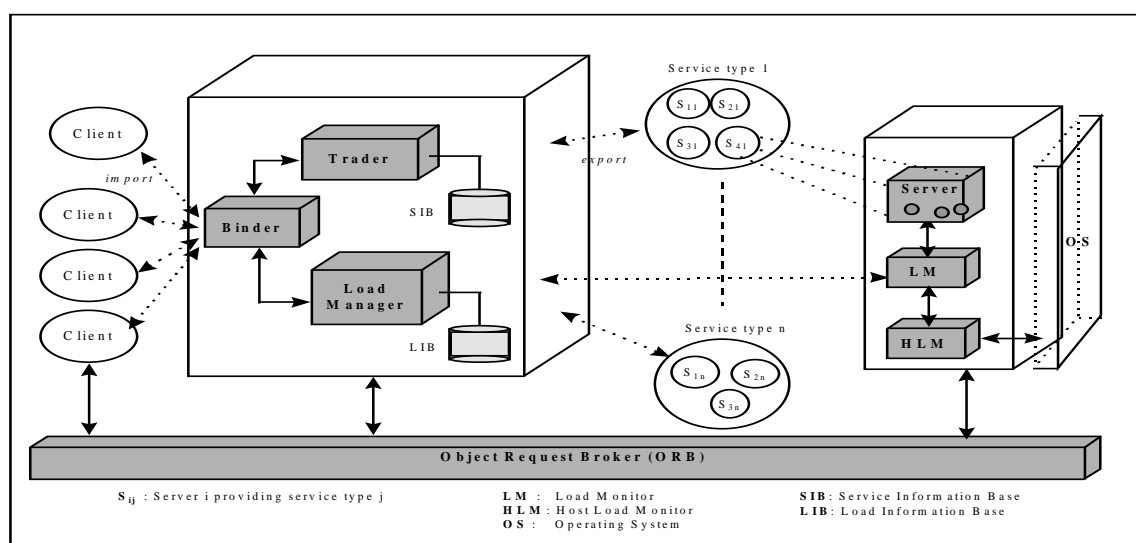 Service type 1
S11
S21
S31
S41
Client
import
export
Trader
SIB
Client
Binder
Server
OS
Client
Load
Manager
LM
Client
LIB
HLM
Service type n
S1n
S2n
S3n
Object Request Broker (ORB)
Sij : Server i providing service type j
LM : Load Monitor
HLM : Host Load Monitor
OS : Operating System
SIB: Service Information Base
LIB: Load Information Base